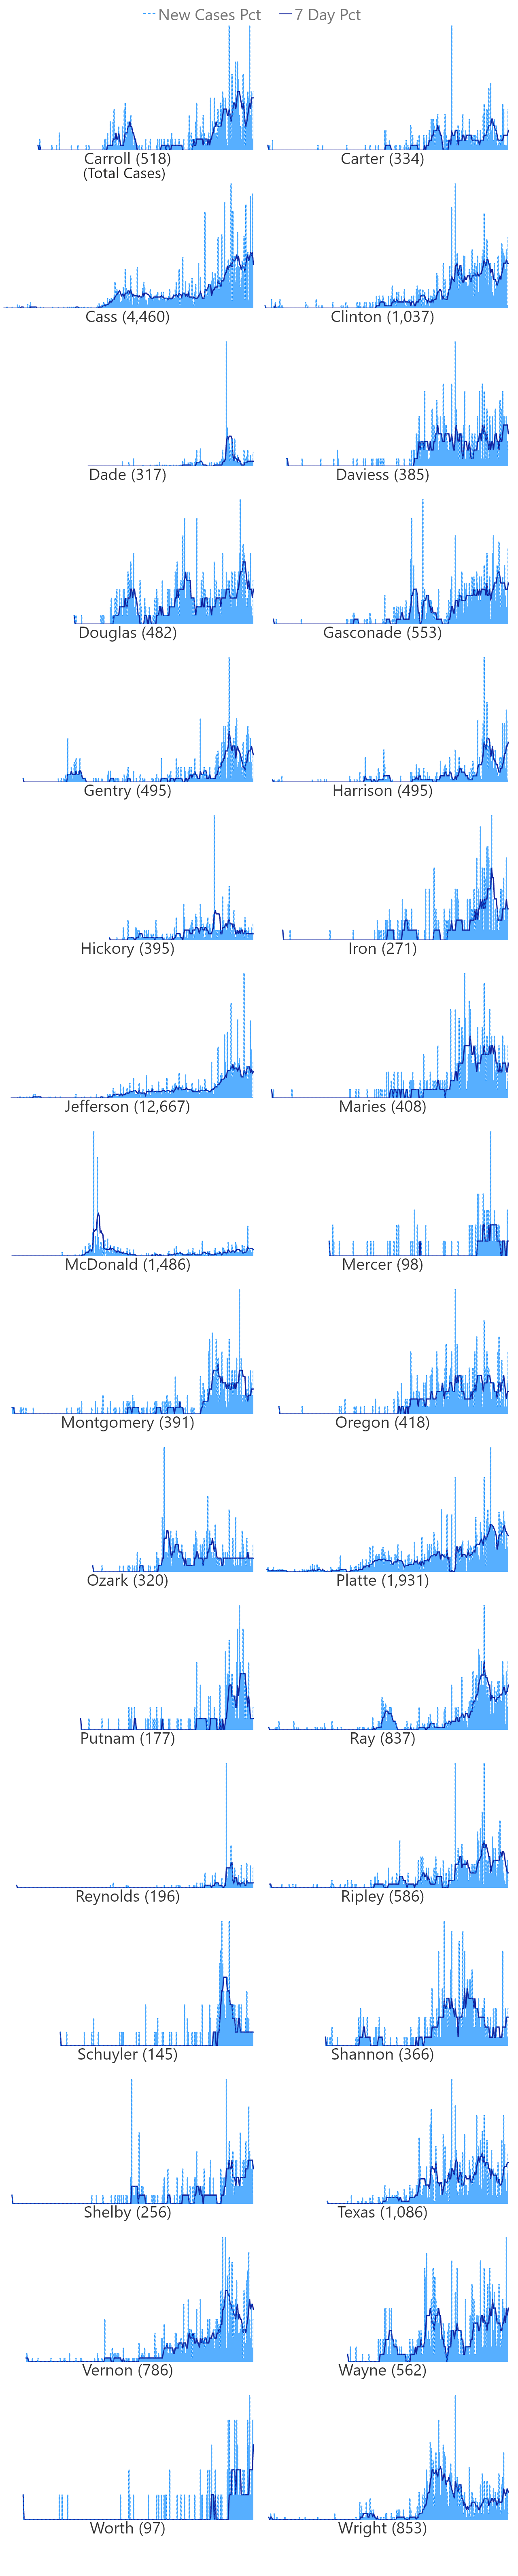 New Cases Pct 7 Day Pct
Carroll (518) Carter (334)
(Total Cases)
Cass (4,460) Clinton (1,037)
Dade (317) Daviess (385)
Douglas (482) Gasconade (553)
Gentry (495) Harrison (495)
Hickory (395) Iron (271)
Jefferson (12,667) Maries (408)
McDonald (1,486) Mercer (98)
Montgomery (391) Oregon (418)
Ozark (320) Platte (1,931)
Putnam (177) Ray (837)
Reynolds (196) Ripley (586)
Schuyler (145) Shannon (366)
Shelby (256) Texas (1,086)
Vernon (786) Wayne (562)
Worth (97) Wright (853)